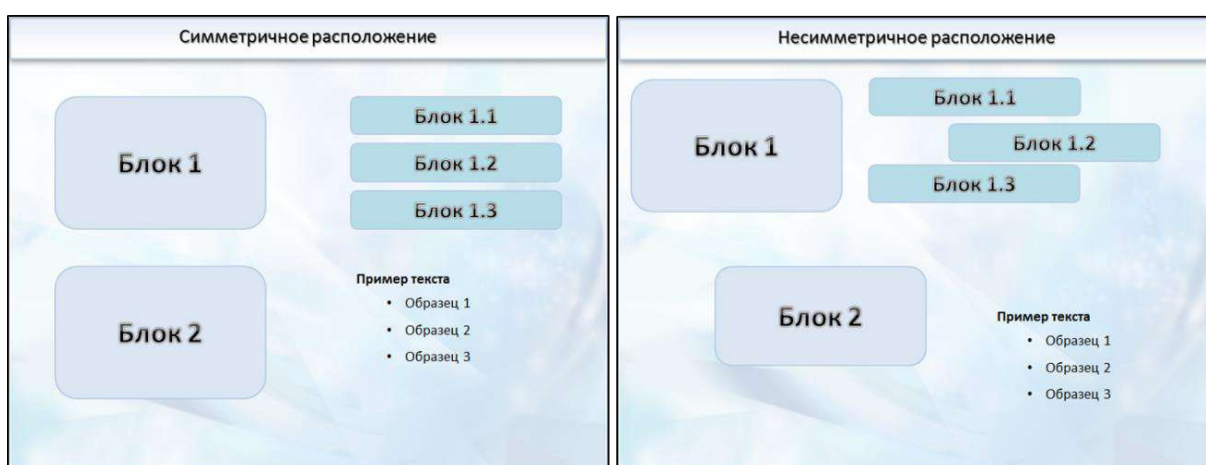 Симметричное расположение
Блок 1
Блок 1.1
Блок 1.2
Блок 1.3
Блок 2
Пример текста
• Образец 1
• Образец 2
• Образец 3
Несимметричное расположение
Блок 1
Блок 1.1
Блок 1.2
Блок 1.3
Блок 2
Пример текста
• Образец 1
• Образец 2
• Образец 3